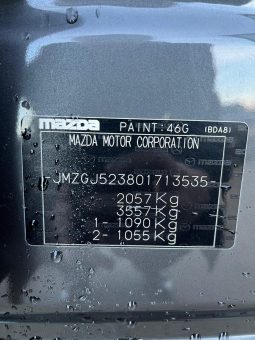 mazda PAINT:46G (BDA8)
MAZDA MOTOR CORPORATION
-JMZGJ523801713535-
2057Kg
3557Kg
1-1090Kg
2-1055Kg